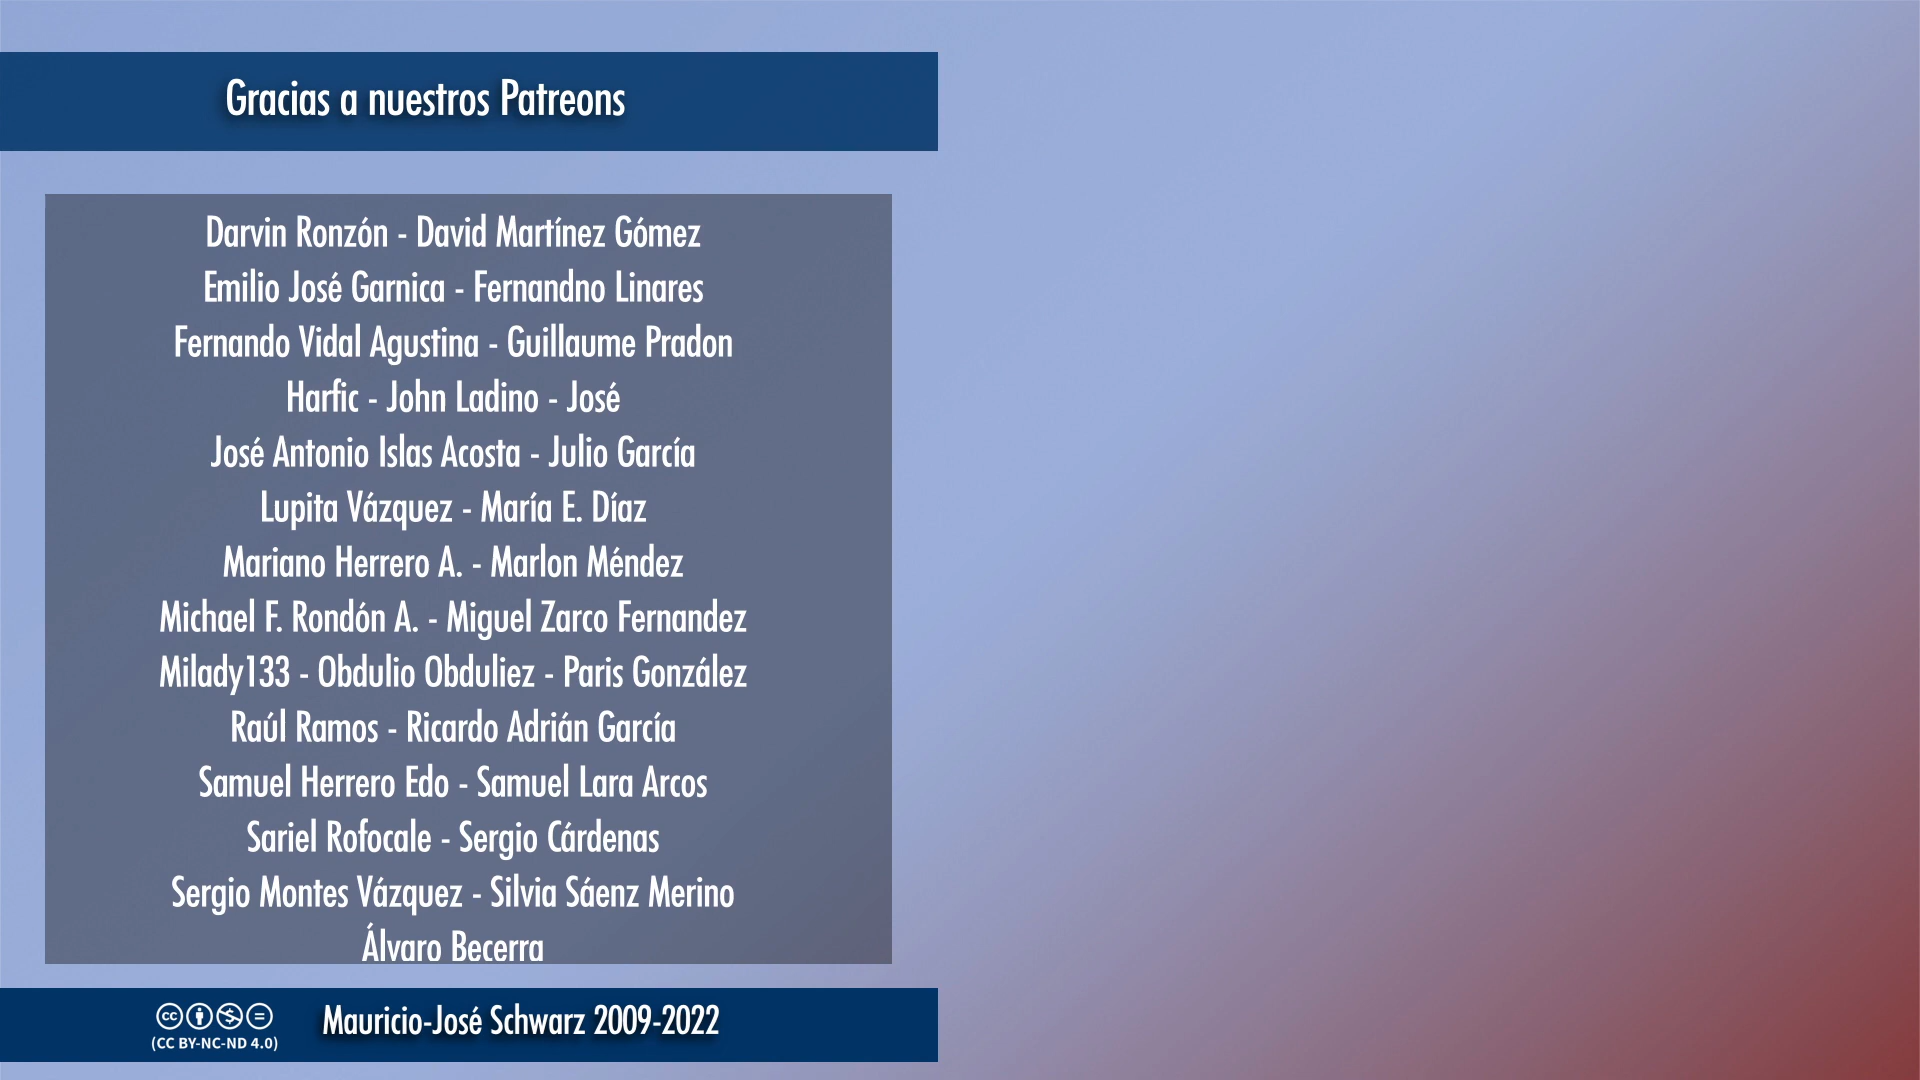 Gracias a nuestros Patreons
Darvin Ronzón - David Martínez Gómez
Emilio José Garnica - Fernandno Linares
Fernando Vidal Agustina - Guillaume Pradon
Harfic - John Ladino - José
José Antonio Islas Acosta - Julio García
Lupita Vázquez - María E. Díaz
Mariano Herrero A. - Marlon Méndez
Michael F. Rondón A. - Miguel Zarco Fernandez
Milady133 - Obdulio Obduliez - Paris González
Raúl Ramos - Ricardo Adrián García
Samuel Herrero Edo - Samuel Lara Arcos
Sariel Rofocale - Sergio Cárdenas
Sergio Montes Vázquez - Silvia Sáenz Merino
Álvaro Becerra
(CC BY-NC-ND 4.0)
Mauricio-José Schwarz 2009-2022